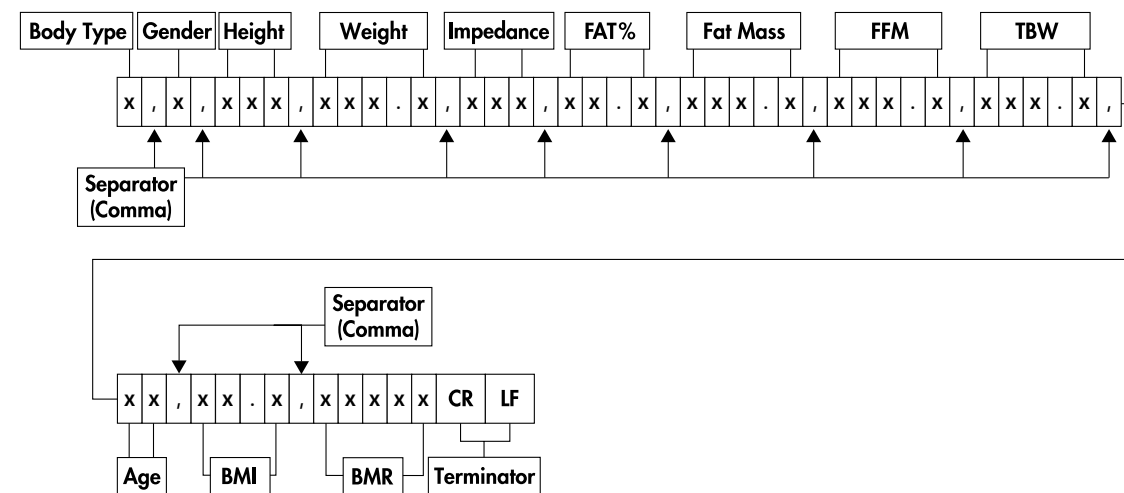 Body Type Gender Height Weight Impedance FAT% Fat Mass FFM TBW
x , x , x x x , x x x . x , x x x , x x . x , x x x . x , x x x . x , x x x . x ,
Separator
(Comma)
Separator
(Comma)
x x , x x . x , x x x x x CR LF
Age BMI BMR Terminator